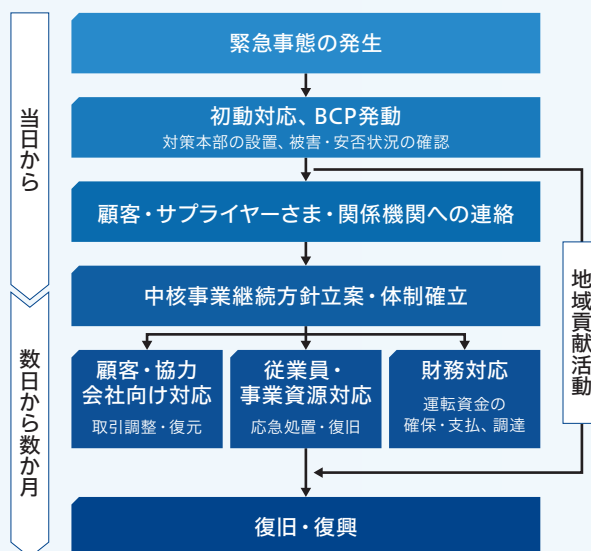 緊急事態の発生
当日から
初動対応、BCP発動
対策本部の設置、被害・安否状況の確認
顧客・サプライヤーさま・関係機関への連絡
中核事業継続方針立案・体制確立
地域貢献活動
数日から数か月
顧客・協力
会社向け対応
取引調整・復元
従業員・
事業資源対応
応急処置・復旧
財務対応
運転資金の
確保・支払、調達
復旧・復興